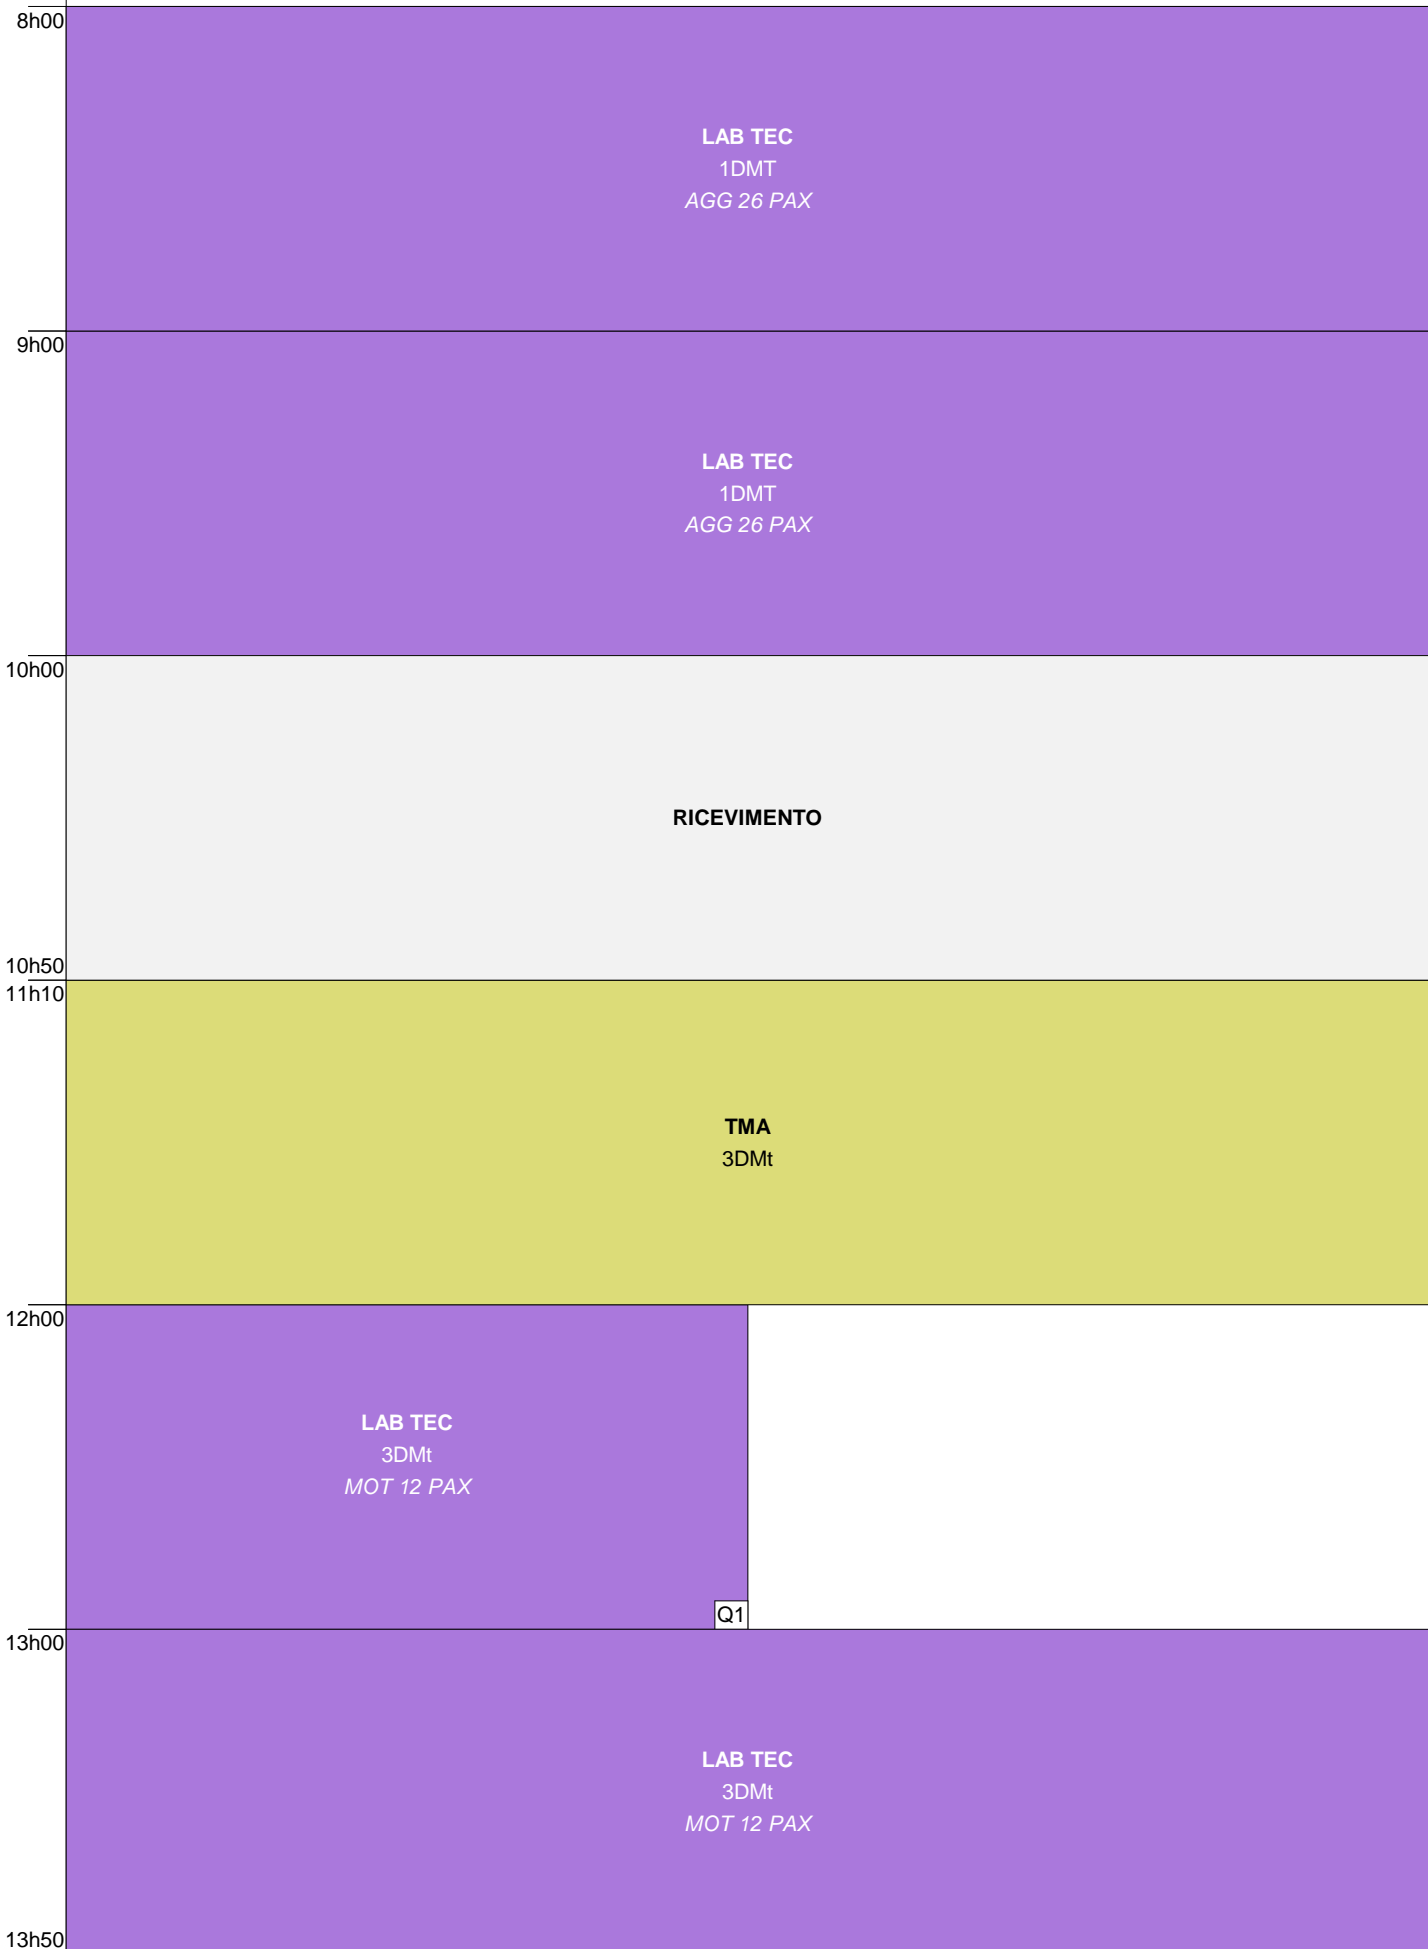 8h00
LAB TEC
1DMT
AGG 26 PAX
9h00
LAB TEC
1DMT
AGG 26 PAX
10h00
RICEVIMENTO
10h50
11h10
TMA
3DMt
12h00
LAB TEC
3DMt
MOT 12 PAX
Q1
13h00
LAB TEC
3DMt
MOT 12 PAX
13h50